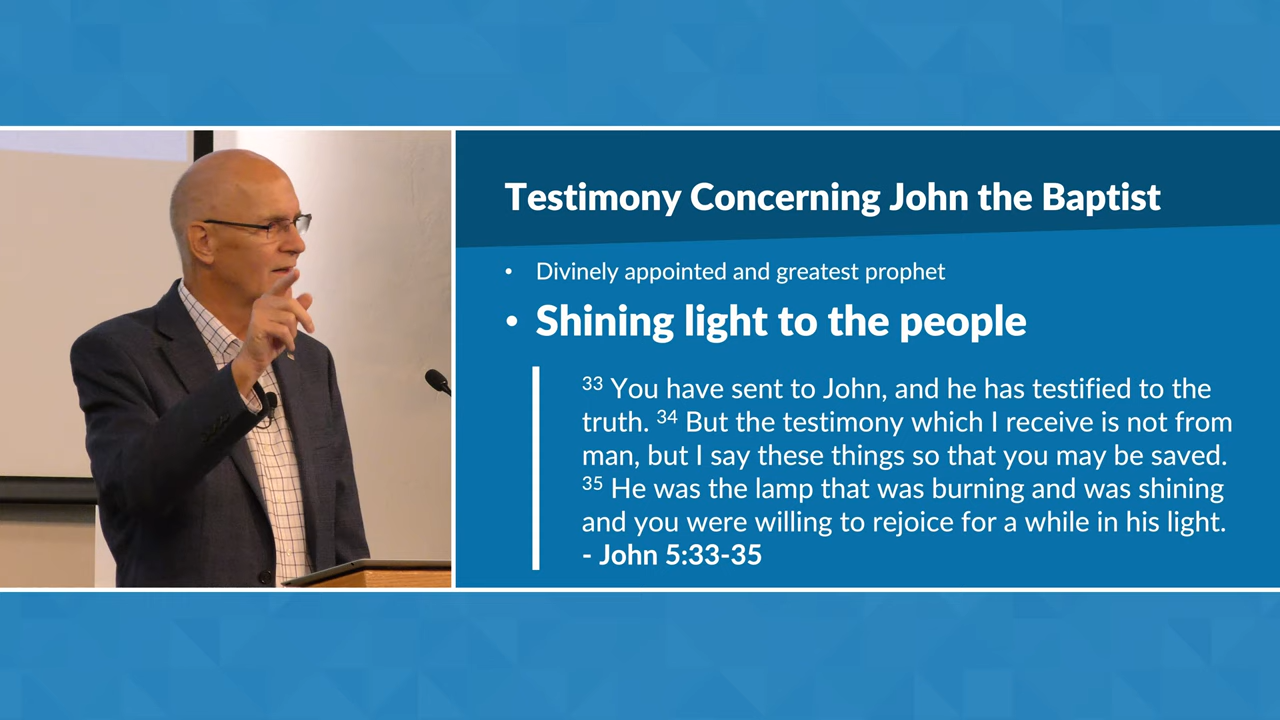 Testimony Concerning John the Baptist
• Divinely appointed and greatest prophet
• Shining light to the people
33 You have sent to John, and he has testified to the
truth. 34 But the testimony which I receive is not from
man, but I say these things so that you may be saved.
35 He was the lamp that was burning and was shining
and you were willing to rejoice for a while in his light.
- John 5:33-35